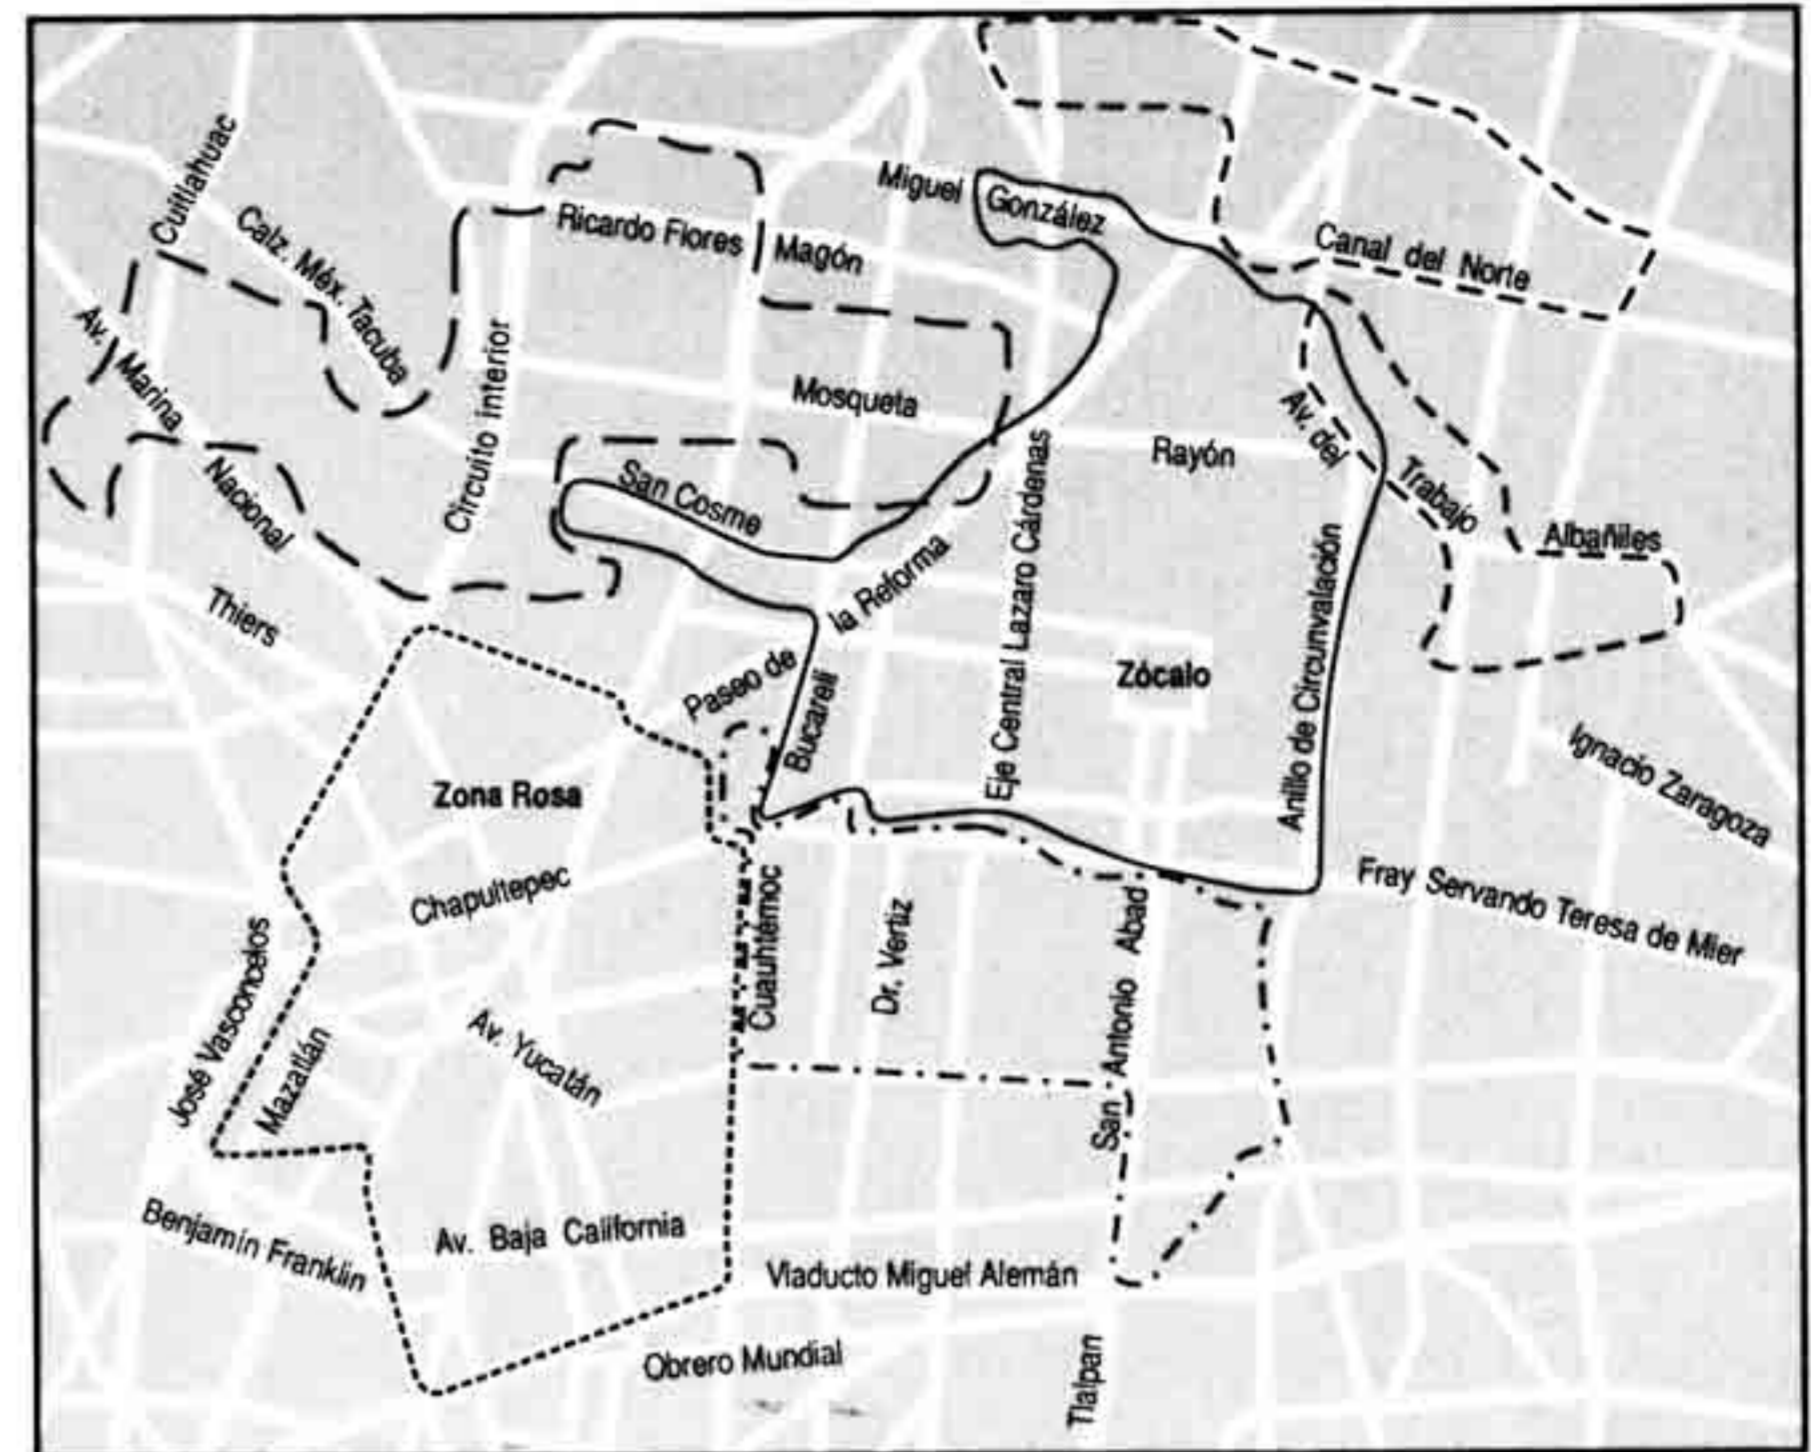 Cuitlahuac
Calz. Méx. Tacuba
Av. Marina
Nacional
Circuito interior
Ricardo Flores Magón
Miguel González
Canal del Norte
Mosqueta
Rayón
Av. del Trabajo
Albañiles
San Cosme
Paseo de la Reforma
Thiers
Bucareli
Eje Central Lazaro Cárdenas
Zócalo
Anillo de Circunvalación
Ignacio Zaragoza
Zona Rosa
Chapultepec
Cuauhtémoc
Dr. Vertiz
San Antonio Abad
Fray Servando Teresa de Mier
José Vasconcelos
Mazatlán
Av. Yucatán
Benjamín Franklin
Av. Baja California
Viaducto Miguel Alemán
Obrero Mundial
Tlalpan